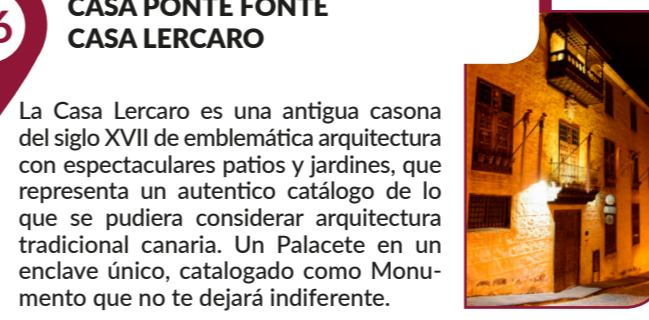 6
CASA PONTE FONTE
CASA LERCARO
La Casa Lercaro es una antigua casona
del siglo XVII de emblemática arquitectura
con espectaculares patios y jardines, que
representa un autentico catálogo de lo
que se pudiera considerar arquitectura
tradicional canaria. Un Palacete en un
enclave único, catalogado como Monu-
mento que no te dejará indiferente.